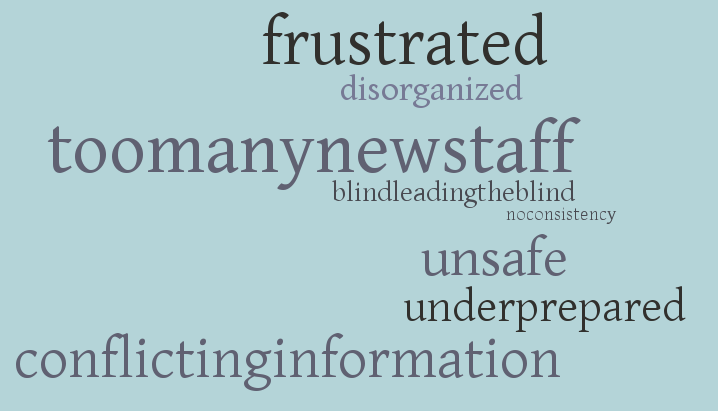 frustrated
disorganized
toomanynewstaff
blindleadingtheblind
noconsistency
unsafe
underprepared
conflictinginformation